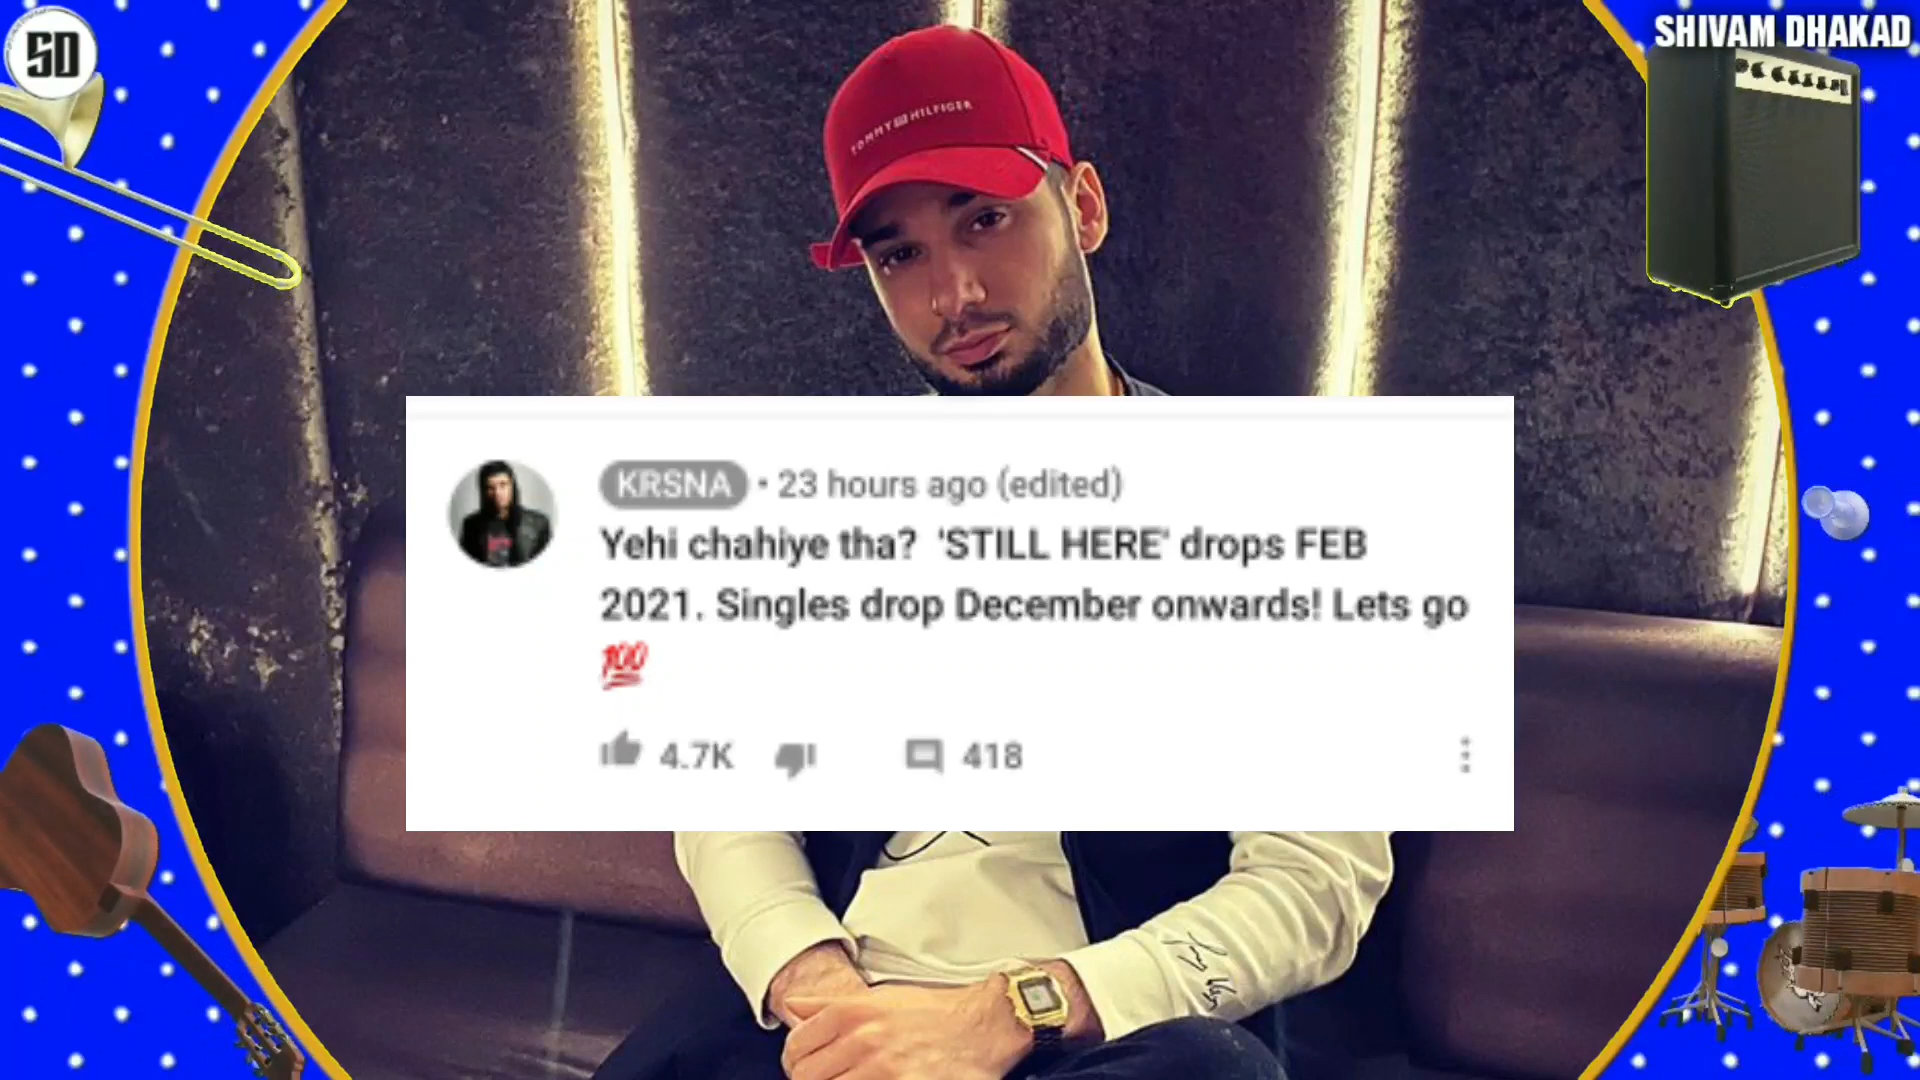 SD
SHIVAM DHAKAD
TOMMY HILFIGER
KRSNA • 23 hours ago (edited)
Yehi chahiye tha? 'STILL HERE' drops FEB
2021. Singles drop December onwards! Lets go
💯
4.7K 418